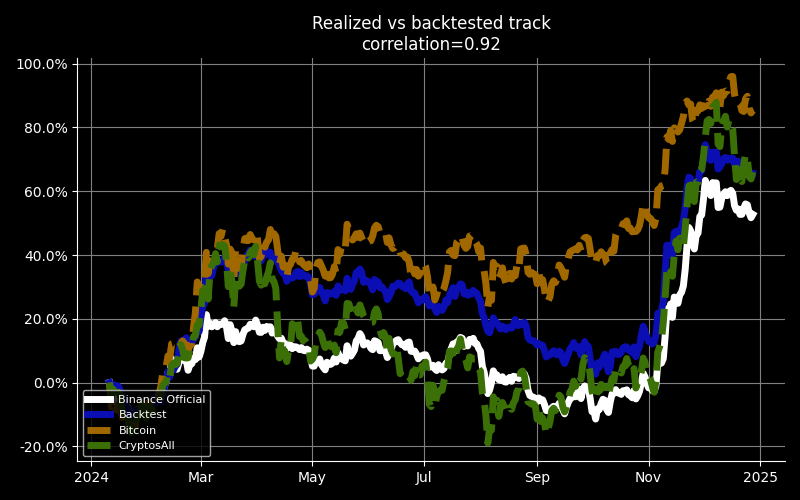 Realized vs backtested track
correlation=0.92
100.0%
80.0%
60.0%
40.0%
20.0%
0.0%
-20.0%
Binance Official
Backtest
Bitcoin
CryptosAll
2024 Mar May Jul Sep Nov 2025